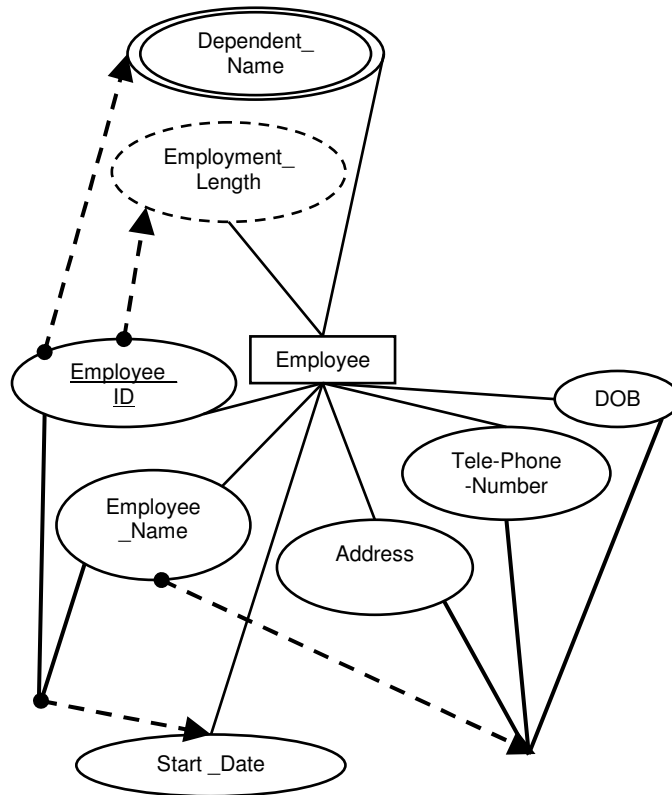 Dependent_
Name
Employment_
Length
Employee
Employee_
ID
DOB
Tele-Phone
-Number
Employee
_Name
Address
Start _Date